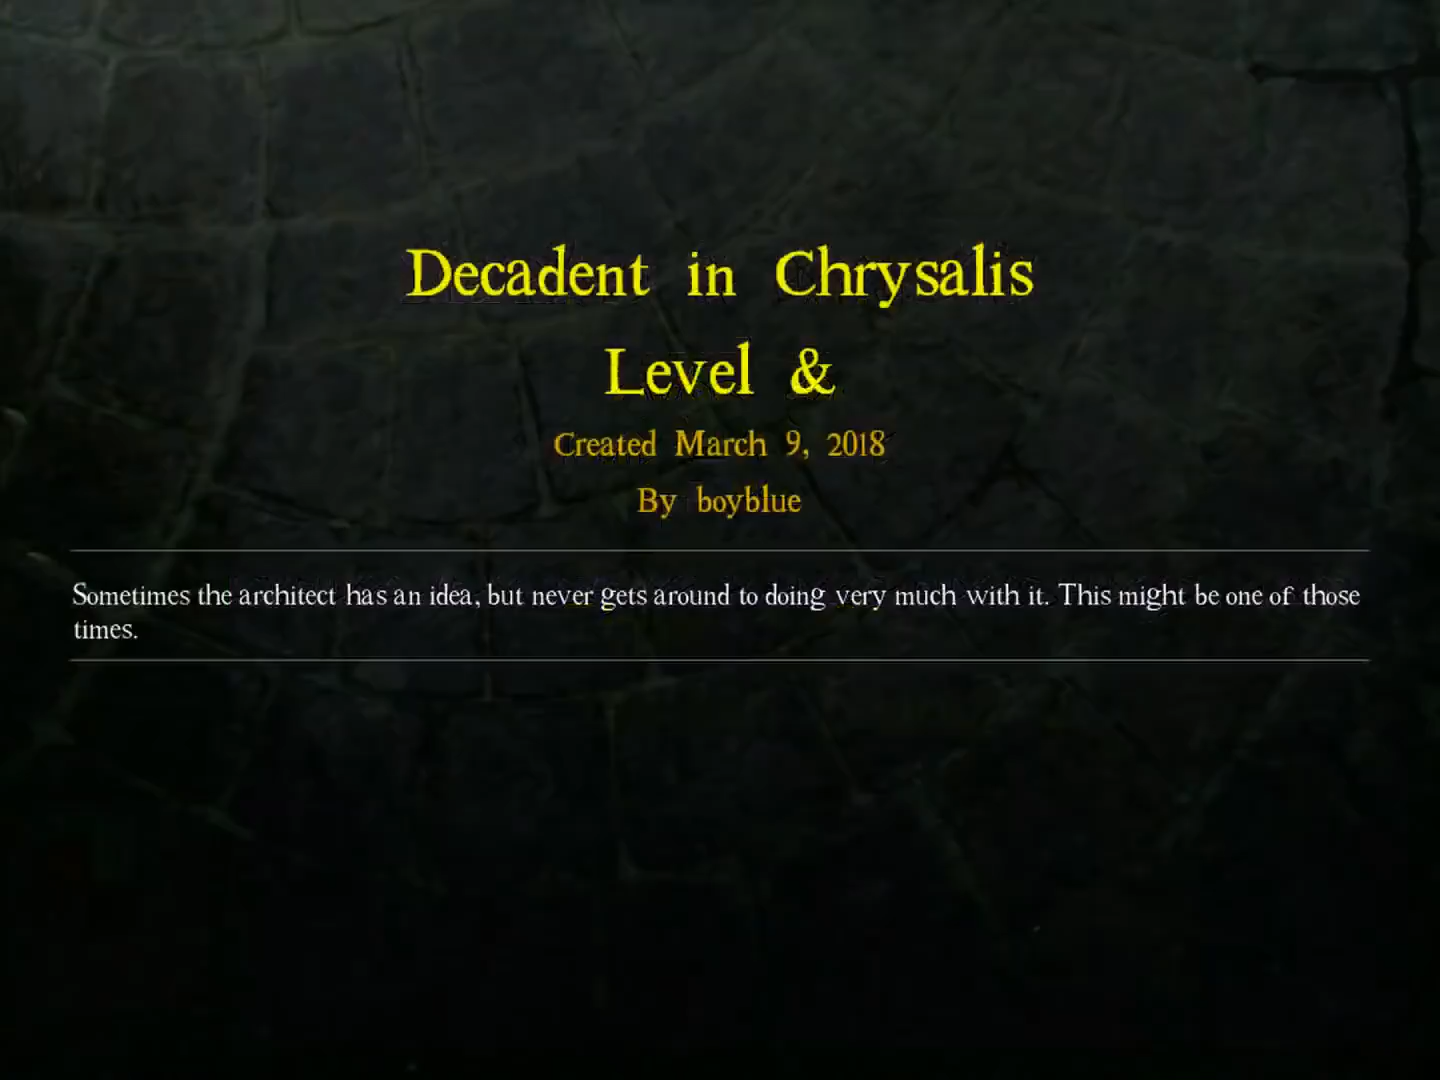 Decadent in Chrysalis
Level &
Created March 9, 2018
By boyblue
Sometimes the architect has an idea, but never gets around to doing very much with it. This might be one of those
times.